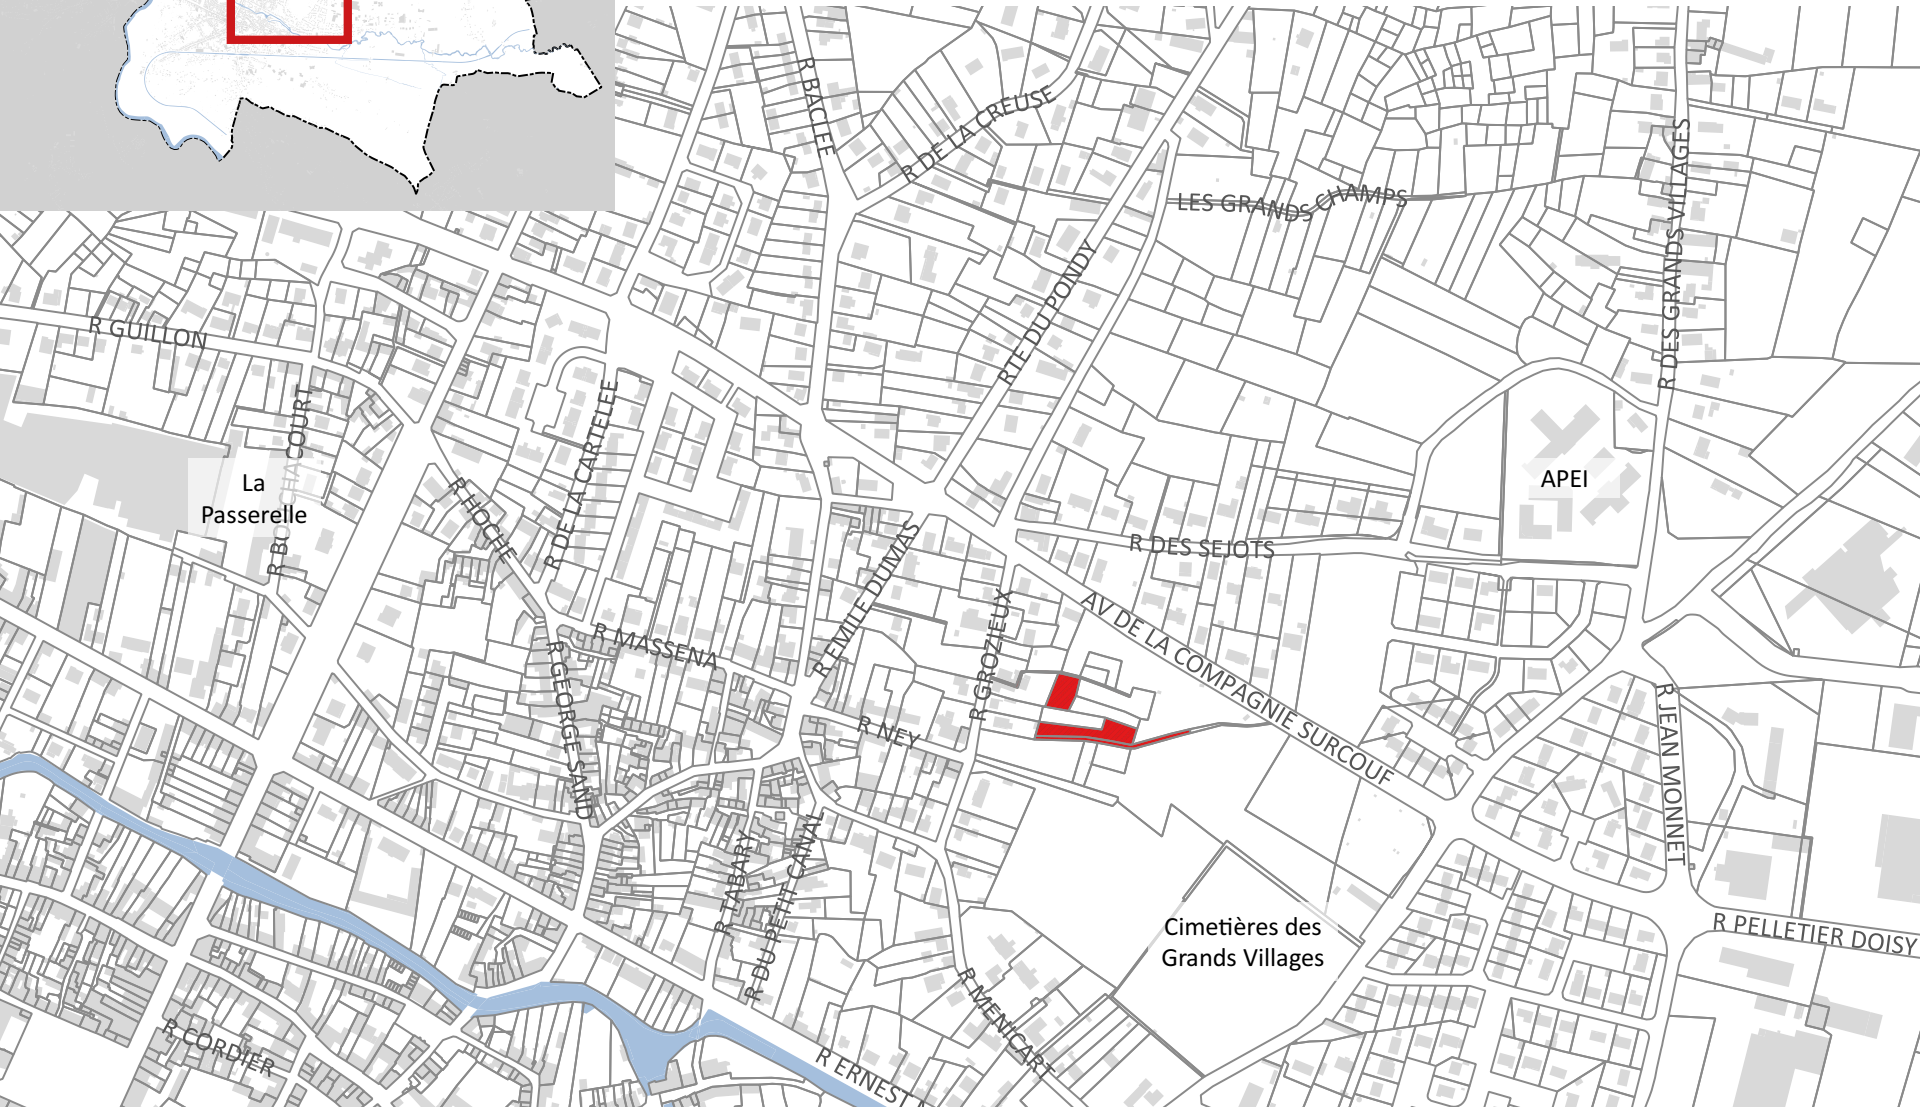 R BACLEF
R DE LA CREUSE
LES GRANDS CHAMPS
R DES GRANDS VILLAGES
RTE DU PONDY
R GUILLON
R DE LA CARTELEE
La
Passerelle
R HOCHE
APEI
R DES SEJOTS
R EMILE DUMAS
R GROZIEUX
AV DE LA COMPAGNIE SURCOUF
R MASSENA
R GEORGE SAND
R NEY
R JEAN MONNET
R TABARY
R DU PETIT CANAL
Cimetières des
Grands Villages
R PELLETIER DOISY
R MENICART
R CORDIER
R ERNEST